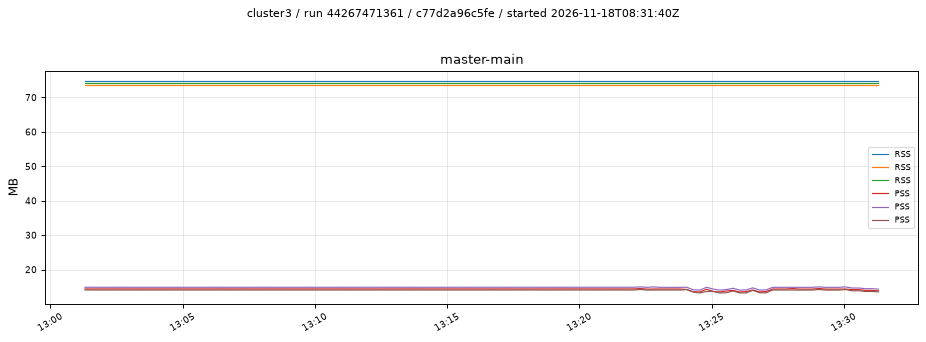 cluster3 / run 44267471361 / c77d2a96c5fe / started 2026-11-18T08:31:40Z
master-main
MB
70
60
50
40
30
20
RSS
RSS
RSS
PSS
PSS
PSS
13:00
13:05
13:10
13:15
13:20
13:25
13:30